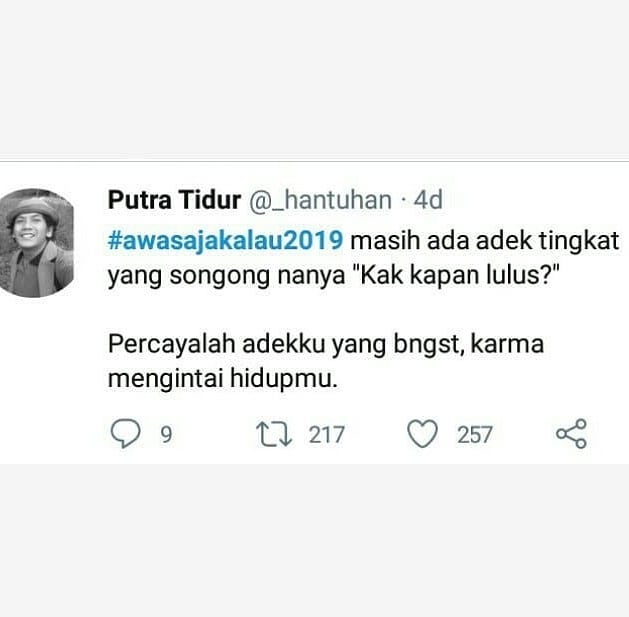 Putra Tidur @_hantuhan · 4d
#awasajakalau2019 masih ada adek tingkat
yang songong nanya "Kak kapan lulus?"
Percayalah adekku yang bngst, karma
mengintai hidupmu.
9 217 257